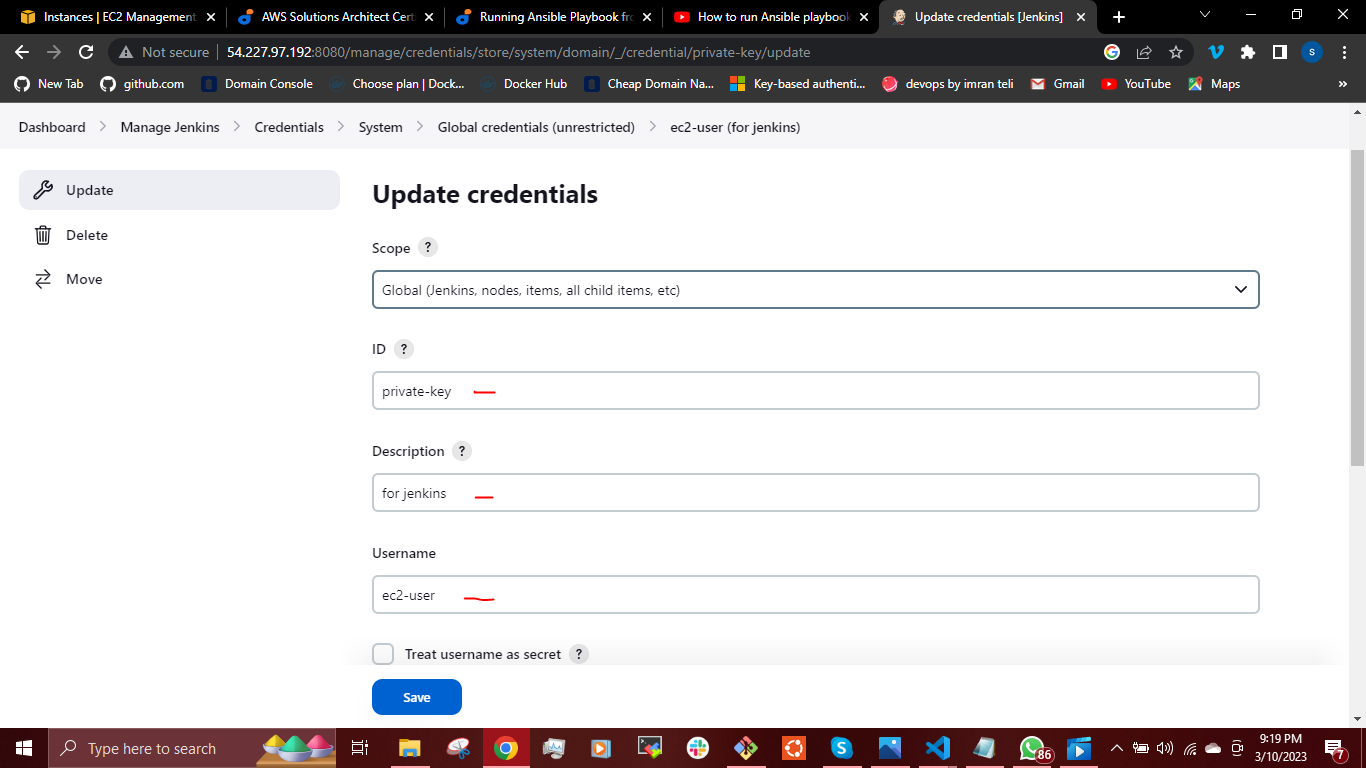 Instances | EC2 Management
AWS Solutions Architect Certi
Running Ansible Playbook fro
How to run Ansible playbook
Update credentials [Jenkins]
Not secure
54.227.97.192:8080/manage/credentials/store/system/domain/_/credential/private-key/update
S
New Tab
github.com
Domain Console
Choose plan | Dock...
Docker Hub
Cheap Domain Na...
Key-based authenti...
devops by imran teli
Gmail
YouTube
Maps
»
Dashboard > Manage Jenkins > Credentials > System > Global credentials (unrestricted) > ec2-user (for jenkins)
Update
Delete
Move
Update credentials
Scope ?
Global (Jenkins, nodes, items, all child items, etc)
ID ?
private-key
Description ?
for jenkins
Username
ec2-user
Treat username as secret ?
Save
Type here to search
86
9:19 PM
3/10/2023
7